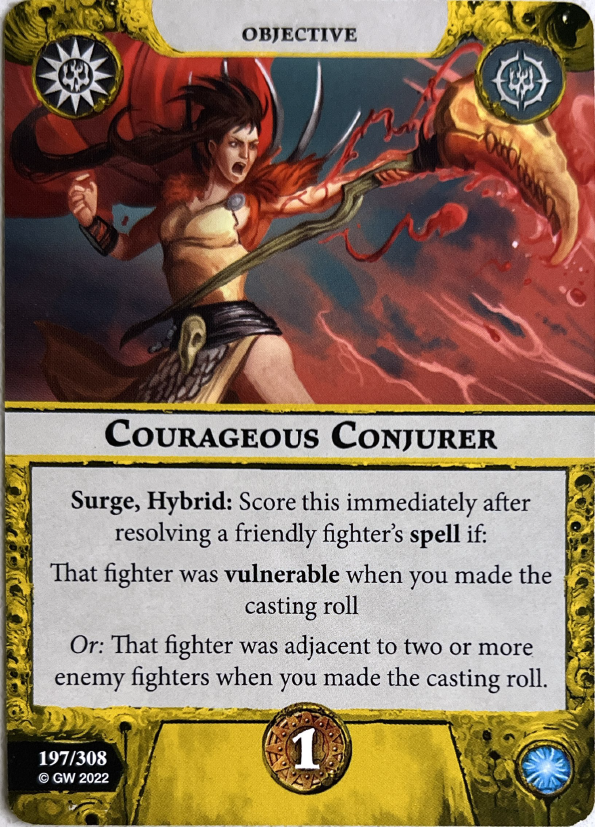 OBJECTIVE
COURAGEOUS CONJURER
Surge, Hybrid: Score this immediately after
resolving a friendly fighter's spell if:
That fighter was vulnerable when you made the
casting roll
Or: That fighter was adjacent to two or more
enemy fighters when you made the casting roll.
1
197/308
© GW 2022